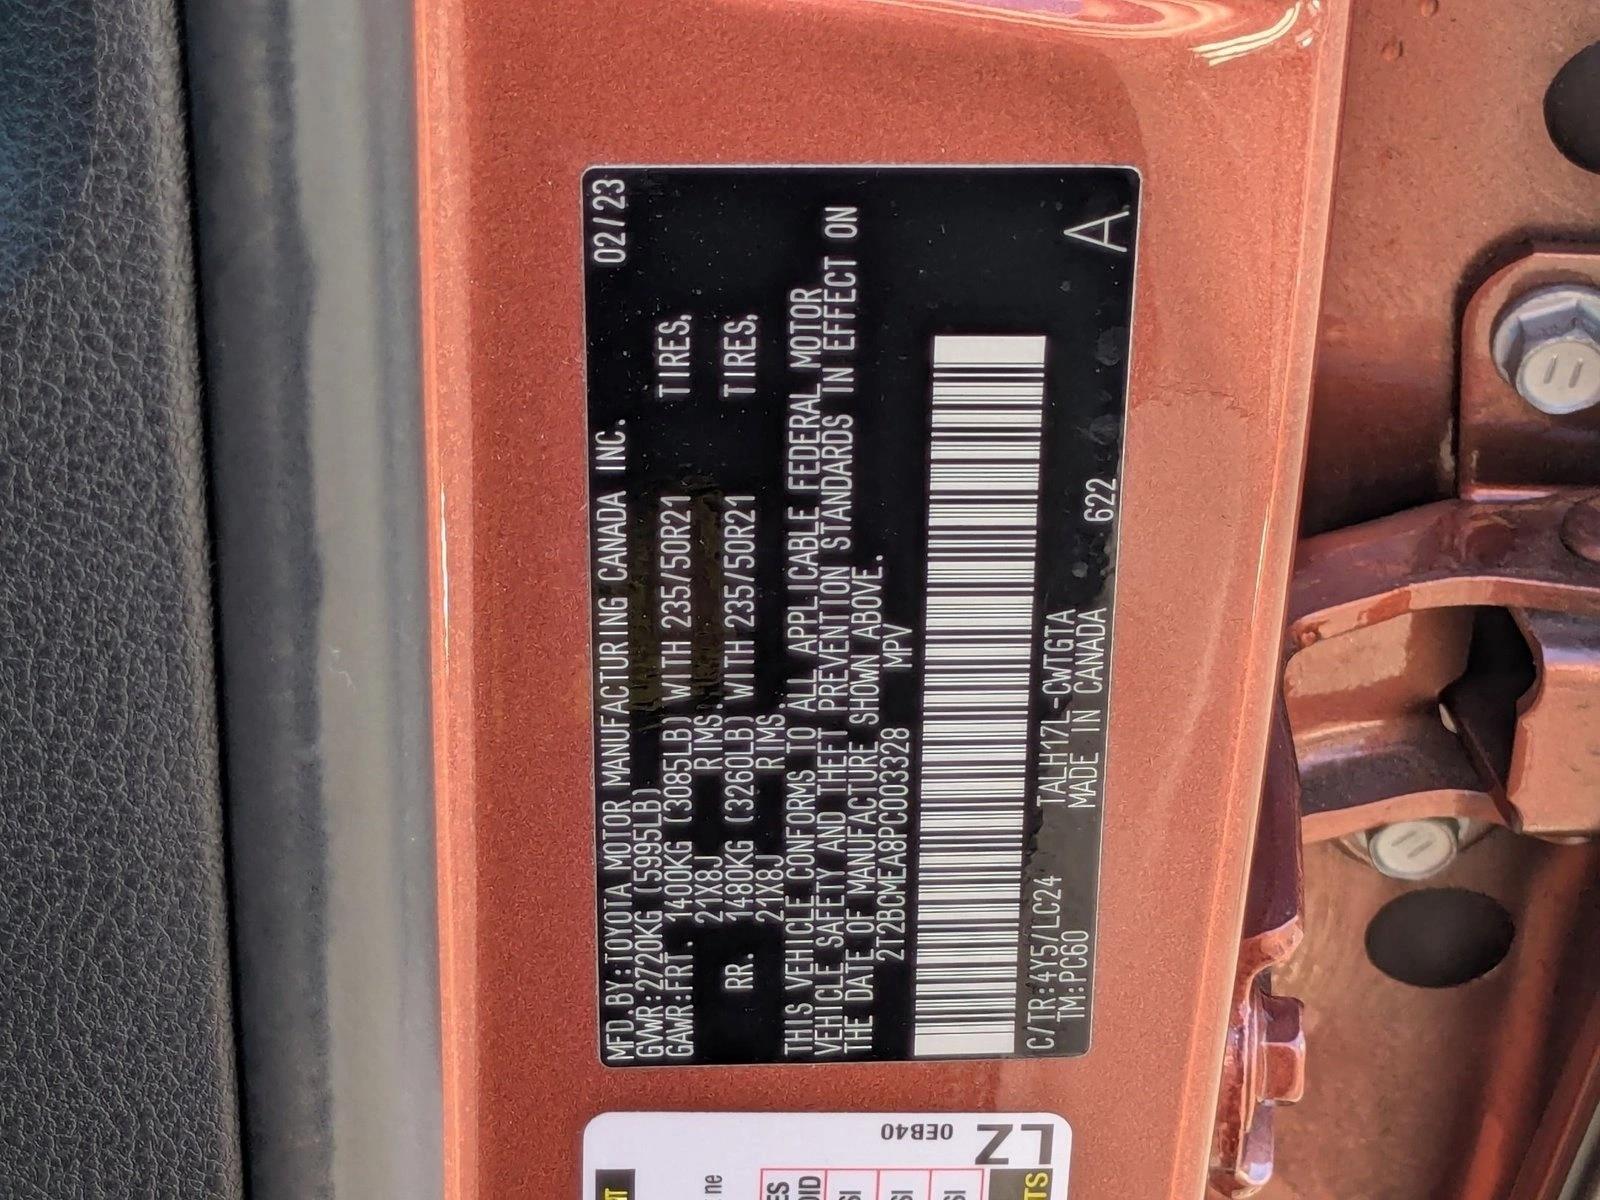 MFD.BY:TOYOTA MOTOR MANUFACTURING CANADA INC. 02/23
GVWR:2720KG (5995LB)
GAWR:FRT. 1400KG (3085LB) WITH 235/50R21 TIRES,
21X8J RIMS.
RR. 1480KG (3260LB) WITH 235/50R21 TIRES,
21X8J RIMS.
THIS VEHICLE CONFORMS TO ALL APPLICABLE FEDERAL MOTOR
VEHICLE SAFETY AND THEFT PREVENTION STANDARDS IN EFFECT ON
THE DATE OF MANUFACTURE SHOWN ABOVE.
2T2BCMEA8PC003328 MPV
C/TR:4Y5/LC24 TALH17L-CWTGTA
TM:PC60 MADE IN CANADA 622
A
0EB40
LZ